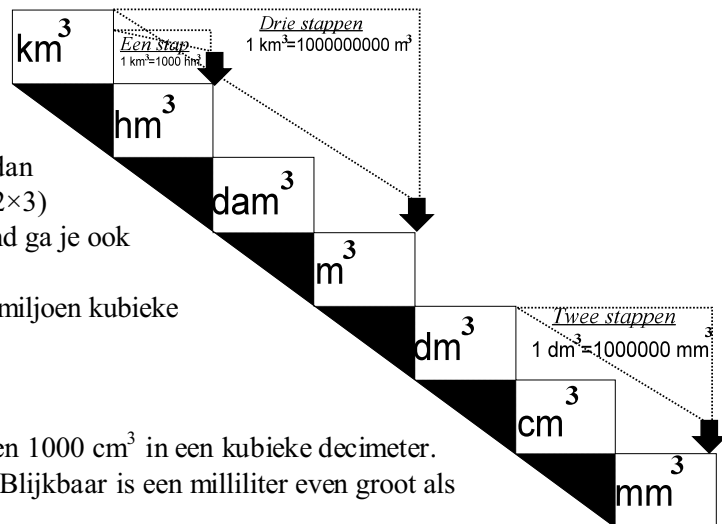 km³
Een stap
1 km³=1000 hm³
Drie stappen
1 km³=1000000000 m³
hm³
dan
2×3)
dam³
nd ga je ook
m³
miljoen kubieke
dm³
Twee stappen
1 dm³=1000000 mm³
cm³
en 1000 cm³ in een kubieke decimeter.
Blijkbaar is een milliliter even groot als
mm³